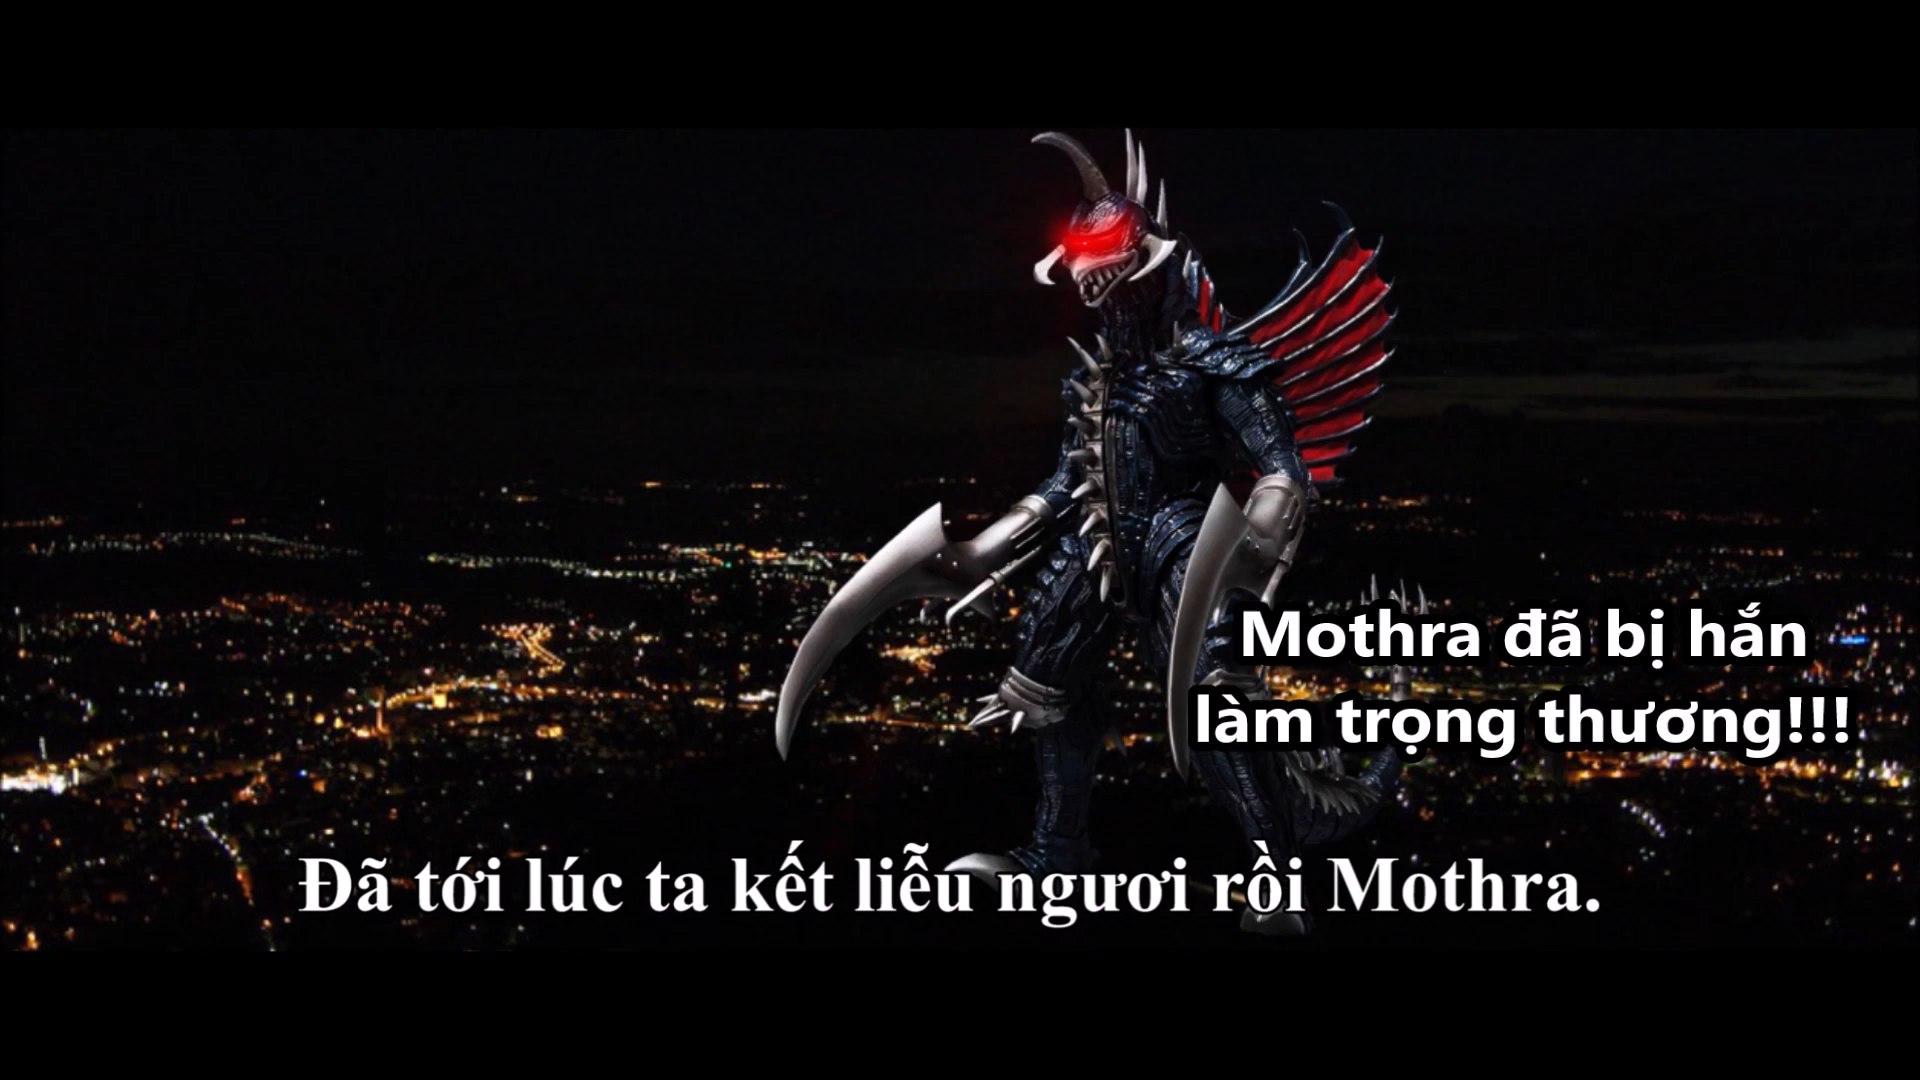 Mothra đã bị hắn
làm trọng thương!!!
Đã tới lúc ta kết liễu ngươi rồi Mothra.